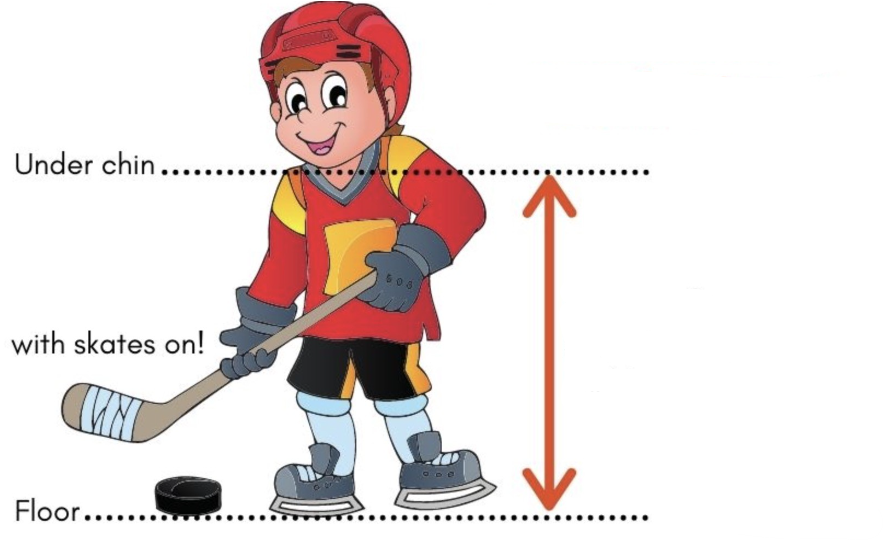 Under chin
with skates on!
Floor